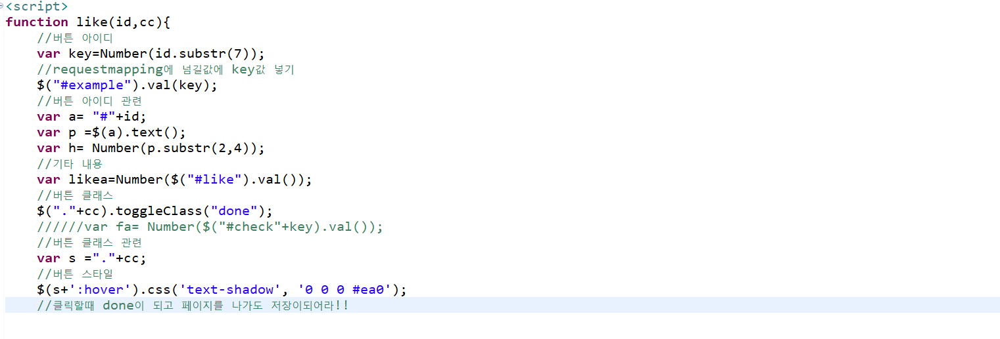 <script>
function like(id,cc){
//버튼 아이디
var key=Number(id.substr(7));
//requestmapping에 넘길값에 key값 넣기
$("#example").val(key);
//버튼 아이디 관련
var a= "#"+id;
var p =$(a).text();
var h= Number(p.substr(2,4));
//기타 내용
var likea=Number($("#like").val());
//버튼 클래스
$("."+cc).toggleClass("done");
//////var fa= Number($("#check"+key).val());
//버튼 클래스 관련
var s ="."+cc;
//버튼 스타일
$(s+':hover').css('text-shadow', '0 0 0 #ea0');
//클릭할때 done이 되고 페이지를 나가도 저장이되어라!!